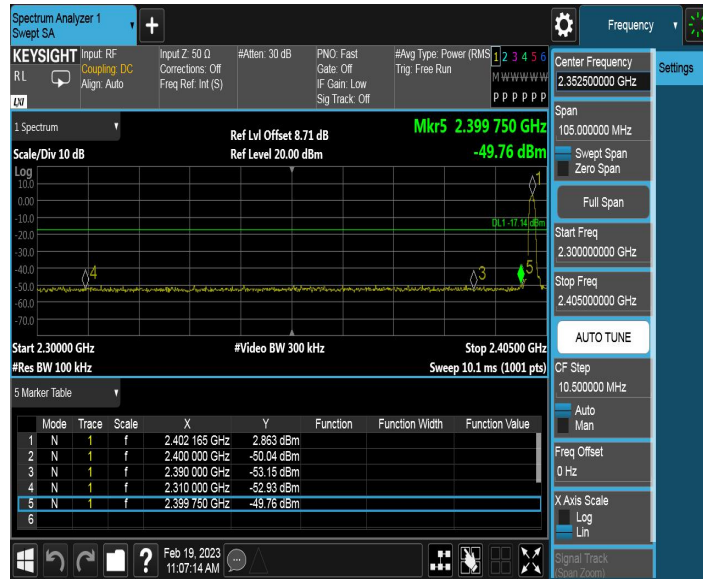 Spectrum Analyzer 1
Swept SA
Frequency
KEYSIGHT
RL
LXI
Input: RF
Coupling: DC
Align: Auto
Input Z: 50 Ω
Corrections: Off
Freq Ref: Int (S)
#Atten: 30 dB
PNO: Fast
Gate: Off
IF Gain: Low
Sig Track: Off
#Avg Type: Power (RMS
Trig: Free Run
1 2 3 4 5 6
M W W W W W
P P P P P P
1 Spectrum
Scale/Div 10 dB
Ref Lvl Offset 8.71 dB
Ref Level 20.00 dBm
Mkr5 2.399 750 GHz
-49.76 dBm
Log
10.0
0.00
-10.0
-20.0
-30.0
-40.0
-50.0
-60.0
-70.0
DL1 -17.14 dBm
1
4
3
5
Start 2.30000 GHz
#Video BW 300 kHz
Stop 2.40500 GHz
#Res BW 100 kHz
Sweep 10.1 ms (1001 pts)
5 Marker Table
Mode Trace Scale X Y Function Function Width Function Value
1 N 1 f 2.402 165 GHz 2.863 dBm
2 N 1 f 2.400 000 GHz -50.04 dBm
3 N 1 f 2.390 000 GHz -53.15 dBm
4 N 1 f 2.310 000 GHz -52.93 dBm
5 N 1 f 2.399 750 GHz -49.76 dBm
6
?
Feb 19, 2023
11:07:14 AM
Center Frequency
2.352500000 GHz
Settings
Span
105.000000 MHz
Swept Span
Zero Span
Full Span
Start Freq
2.300000000 GHz
Stop Freq
2.405000000 GHz
AUTO TUNE
CF Step
10.500000 MHz
Auto
Man
Freq Offset
0 Hz
X Axis Scale
Log
Lin
Signal Track
(Span Zoom)